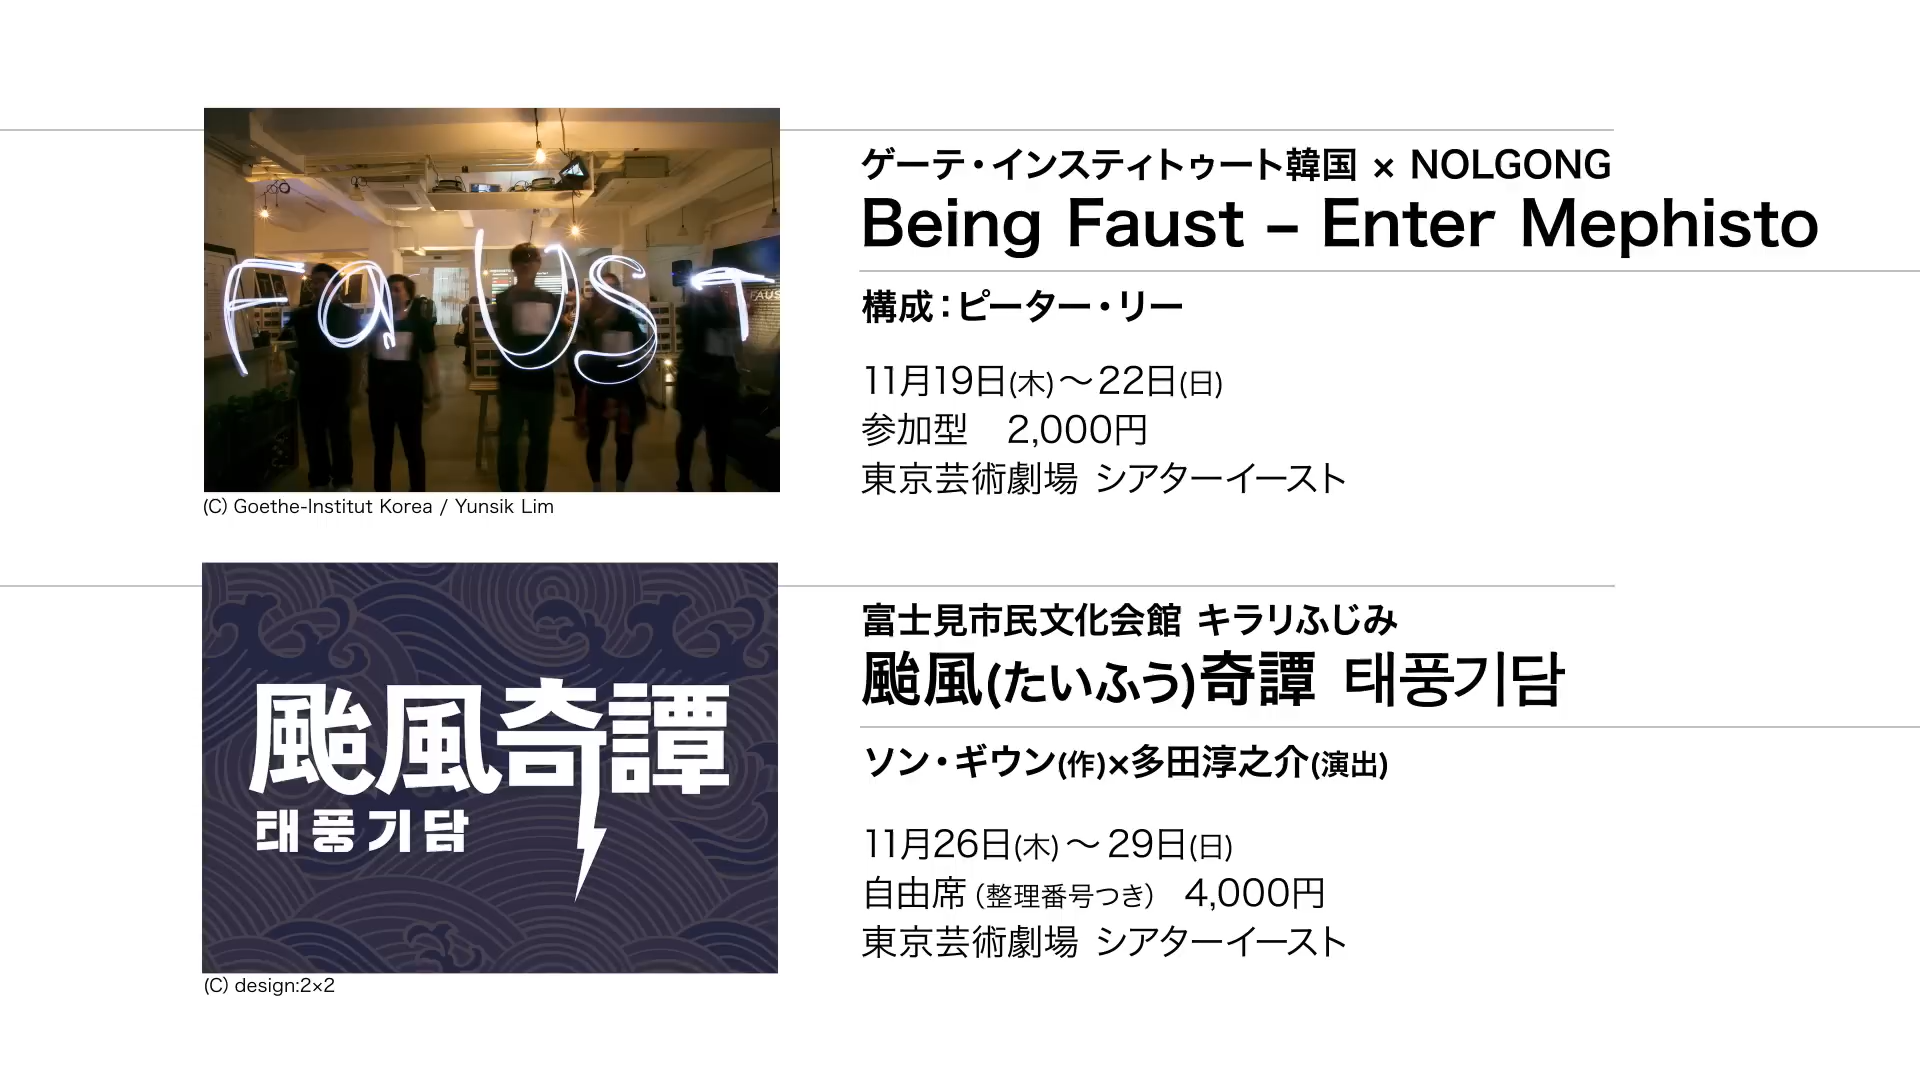 FaUST
FAUS
(C) Goethe-Institut Korea / Yunsik Lim
ゲーテ・インスティトゥート韓国 × NOLGONG
Being Faust – Enter Mephisto
構成：ピーター・リー
11月19日(木)～22日(日)
参加型　2,000円
東京芸術劇場 シアターイースト
颱風奇譚
태풍기담
(C) design:2×2
富士見市民文化会館 キラリふじみ
颱風(たいふう)奇譚 태풍기담
ソン・ギウン(作)×多田淳之介(演出)
11月26日(木)～29日(日)
自由席（整理番号つき） 4,000円
東京芸術劇場 シアターイースト